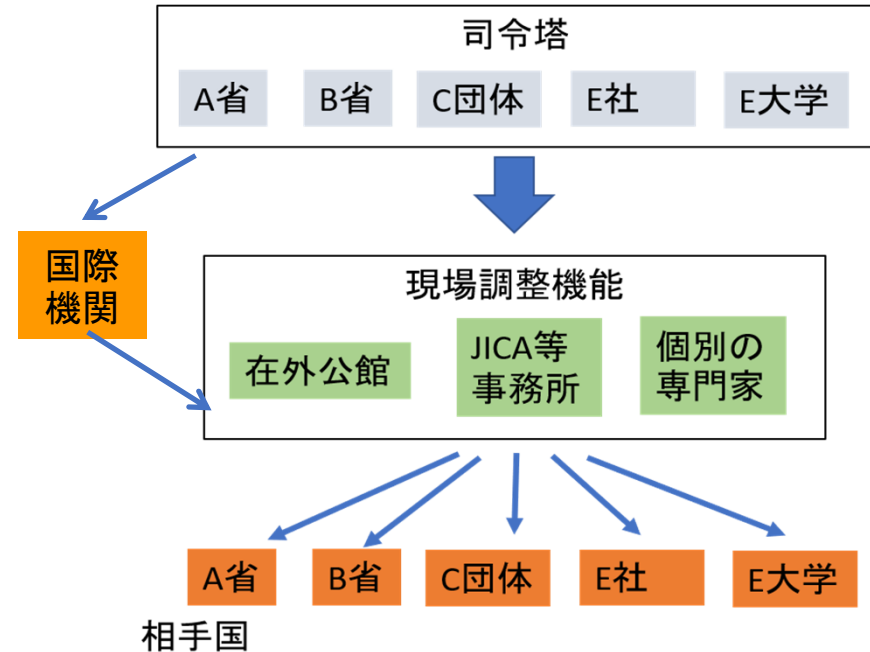 司令塔
A省
B省
C団体
E社
E大学
国際
機関
現場調整機能
在外公館
JICA等
事務所
個別の
専門家
A省
B省
C団体
E社
E大学
相手国